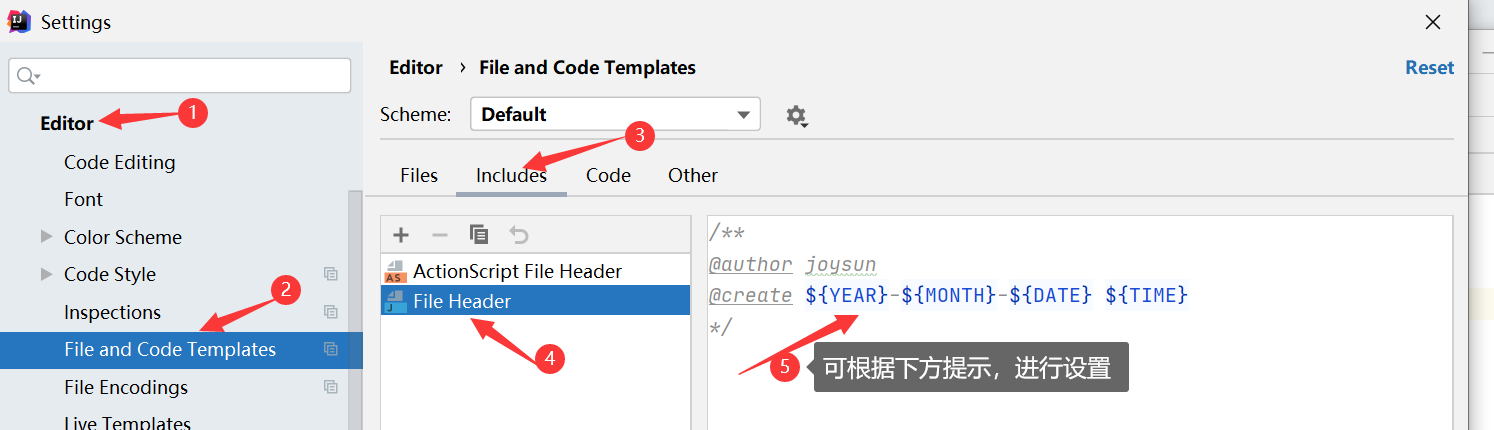 Settings
Editor
1
Code Editing
Font
Color Scheme
Code Style
2
Inspections
File and Code Templates
File Encodings
Live Templates
Editor › File and Code Templates
Reset
Scheme: Default
3
Files Includes Code Other
ActionScript File Header
File Header
4
/**
@author joysun
@create ${YEAR}-${MONTH}-${DATE} ${TIME}
*/
5 可根据下方提示，进行设置